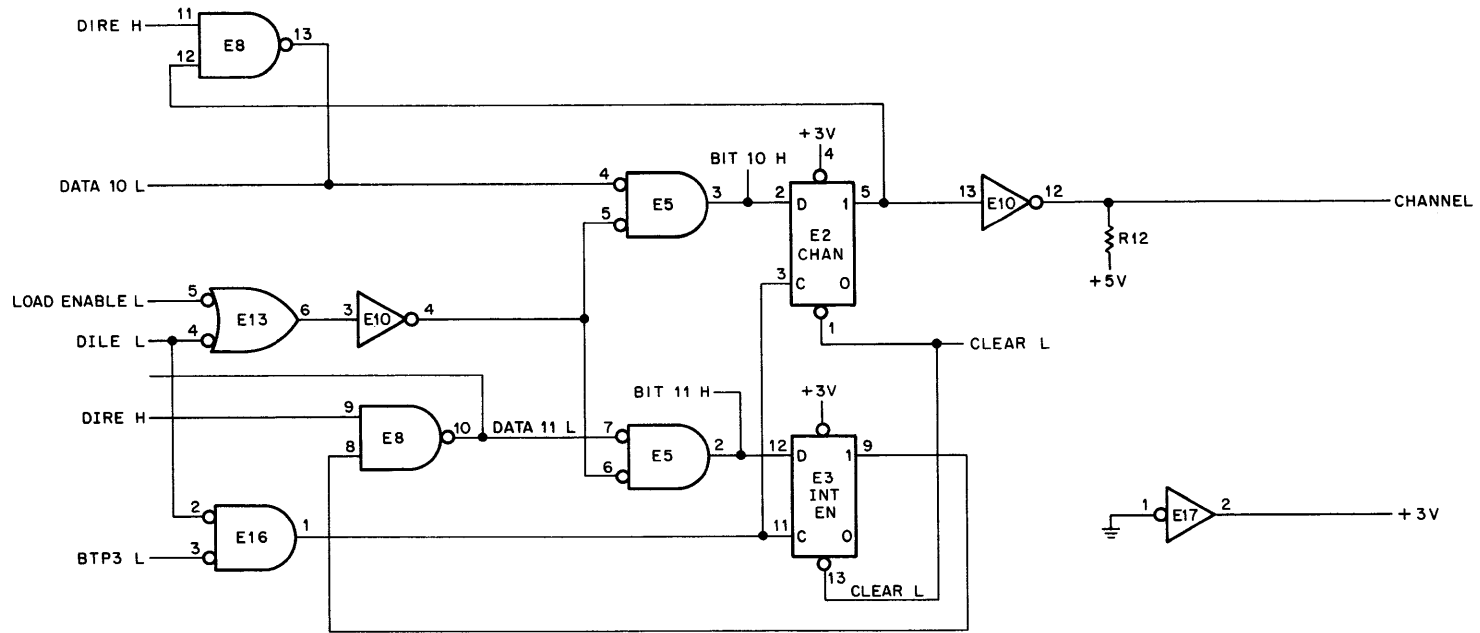 DIRE H
11
12
E8
13
DATA 10 L
4
5
E5
3
BIT 10 H
+3V
4
2
D
1
5
E2
CHAN
3
C
O
1
13
E10
12
CHANNEL
R12
+5V
LOAD ENABLE L
5
DILE L
4
E13
6
3
E10
4
CLEAR L
DIRE H
9
8
E8
10
DATA 11 L
7
6
E5
2
BIT 11 H
+3V
12
D
1
9
E3
INT
EN
11
C
O
13
CLEAR L
2
BTP3 L
3
E16
1
1
E17
2
+3V